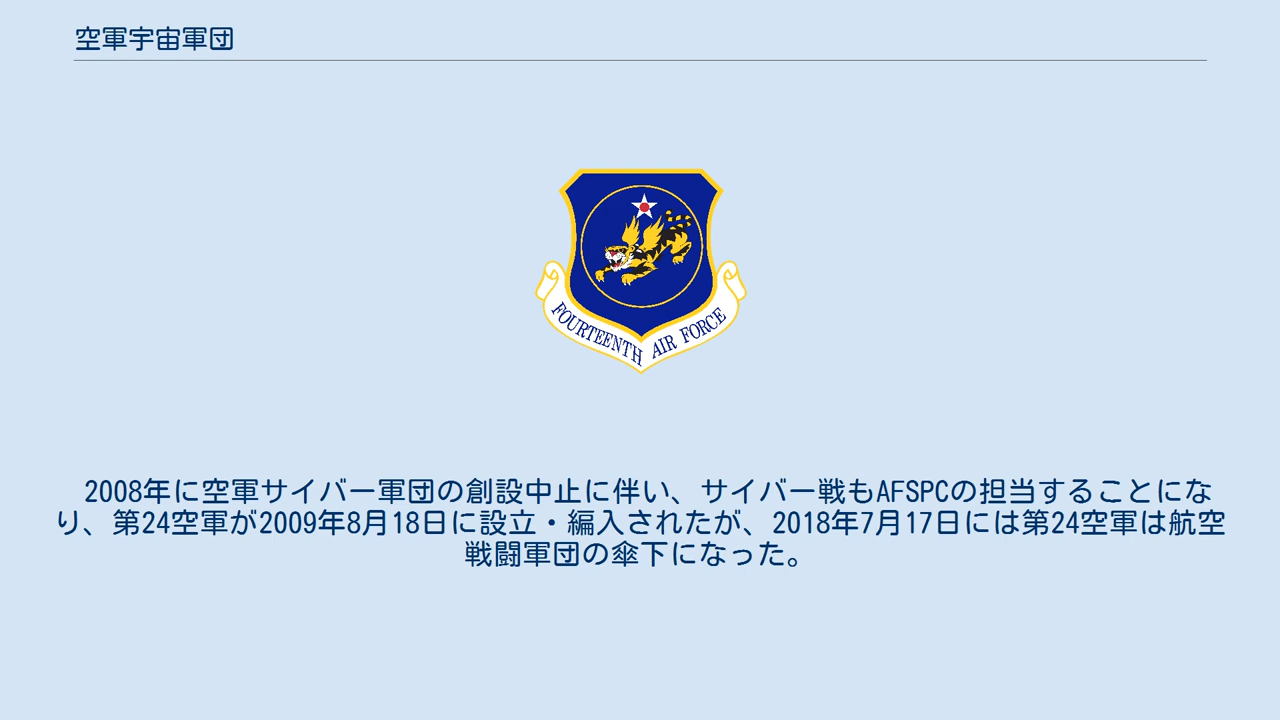 空軍宇宙軍団
FOURTEENTH AIR FORCE
2008年に空軍サイバー軍団の創設中止に伴い、サイバー戦もAFSPCの担当することにな
り、第24空軍が2009年8月18日に設立・編入されたが、2018年7月17日には第24空軍は航空
戦闘軍団の傘下になった。